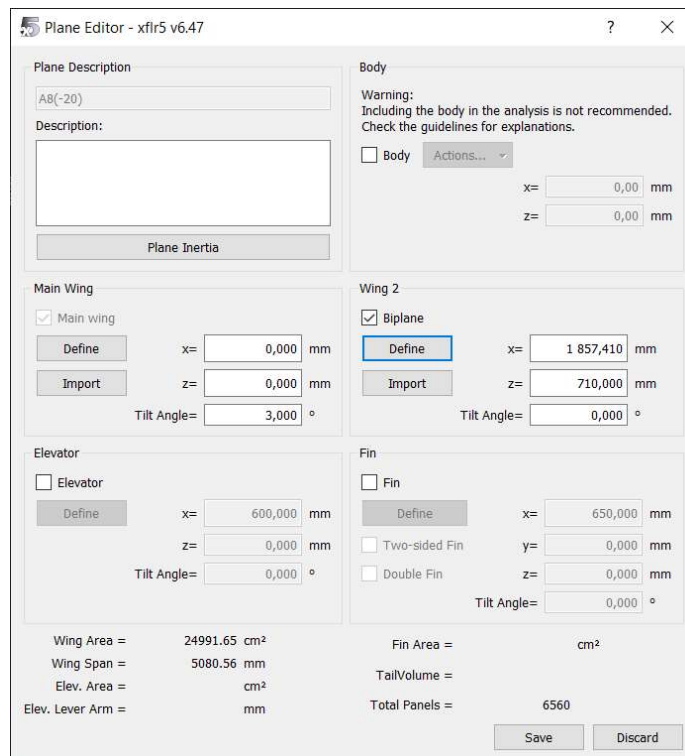 Plane Editor - xflr5 v6.47 ?
Plane Description
A8(-20)
Description:
Plane Inertia
Body
Warning:
Including the body in the analysis is not recommended.
Check the guidelines for explanations.
Body Actions...
x= 0,00 mm
z= 0,00 mm
Main Wing
Main wing
Define x= 0,000 mm
Import z= 0,000 mm
Tilt Angle= 3,000 º
Wing 2
Biplane
Define x= 1 857,410 mm
Import z= 710,000 mm
Tilt Angle= 0,000 º
Elevator
Elevator
Define x= 600,000 mm
z= 0,000 mm
Tilt Angle= 0,000 º
Fin
Fin
Define x= 650,000 mm
Two-sided Fin y= 0,000 mm
Double Fin z= 0,000 mm
Tilt Angle= 0,000 º
Wing Area = 24991.65 cm²
Wing Span = 5080.56 mm
Elev. Area = cm²
Elev. Lever Arm = mm
Fin Area = cm²
TailVolume =
Total Panels = 6560
Save Discard